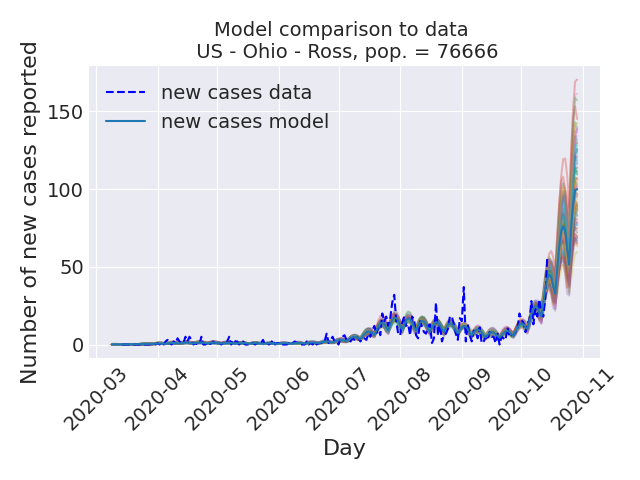 Model comparison to data
US - Ohio - Ross, pop. = 76666
new cases data
new cases model
Number of new cases reported
150
100
50
0
2020-03
2020-04
2020-05
2020-06
2020-07
2020-08
2020-09
2020-10
2020-11
Day